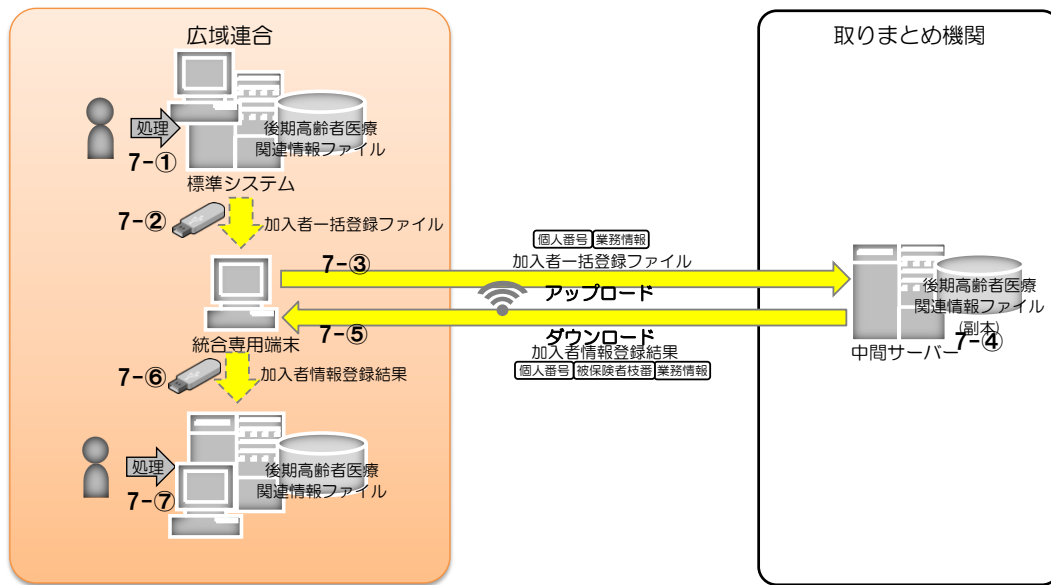 広域連合
取りまとめ機関
処理
7-①
後期高齢者医療
関連情報ファイル
標準システム
7-②
加入者一括登録ファイル
7-③
個人番号 業務情報
加入者一括登録ファイル
アップロード
後期高齢者医療
関連情報ファイル
(副本)
7-④
中間サーバー
7-⑤
ダウンロード
加入者情報登録結果
個人番号 被保険者枝番 業務情報
統合専用端末
7-⑥
加入者情報登録結果
処理
7-⑦
後期高齢者医療
関連情報ファイル